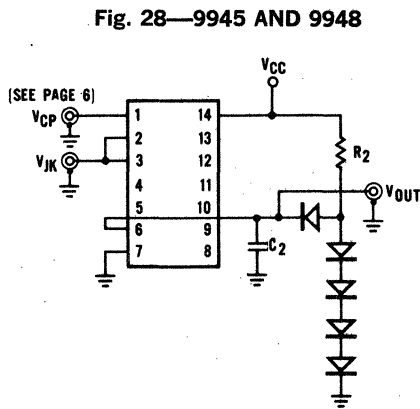 Fig. 28—9945 AND 9948
VCC
(SEE PAGE 6)
VCP
1 14
2 13
R2
VJK
3 12
4 11
VOUT
5 10
6 9
C2
7 8